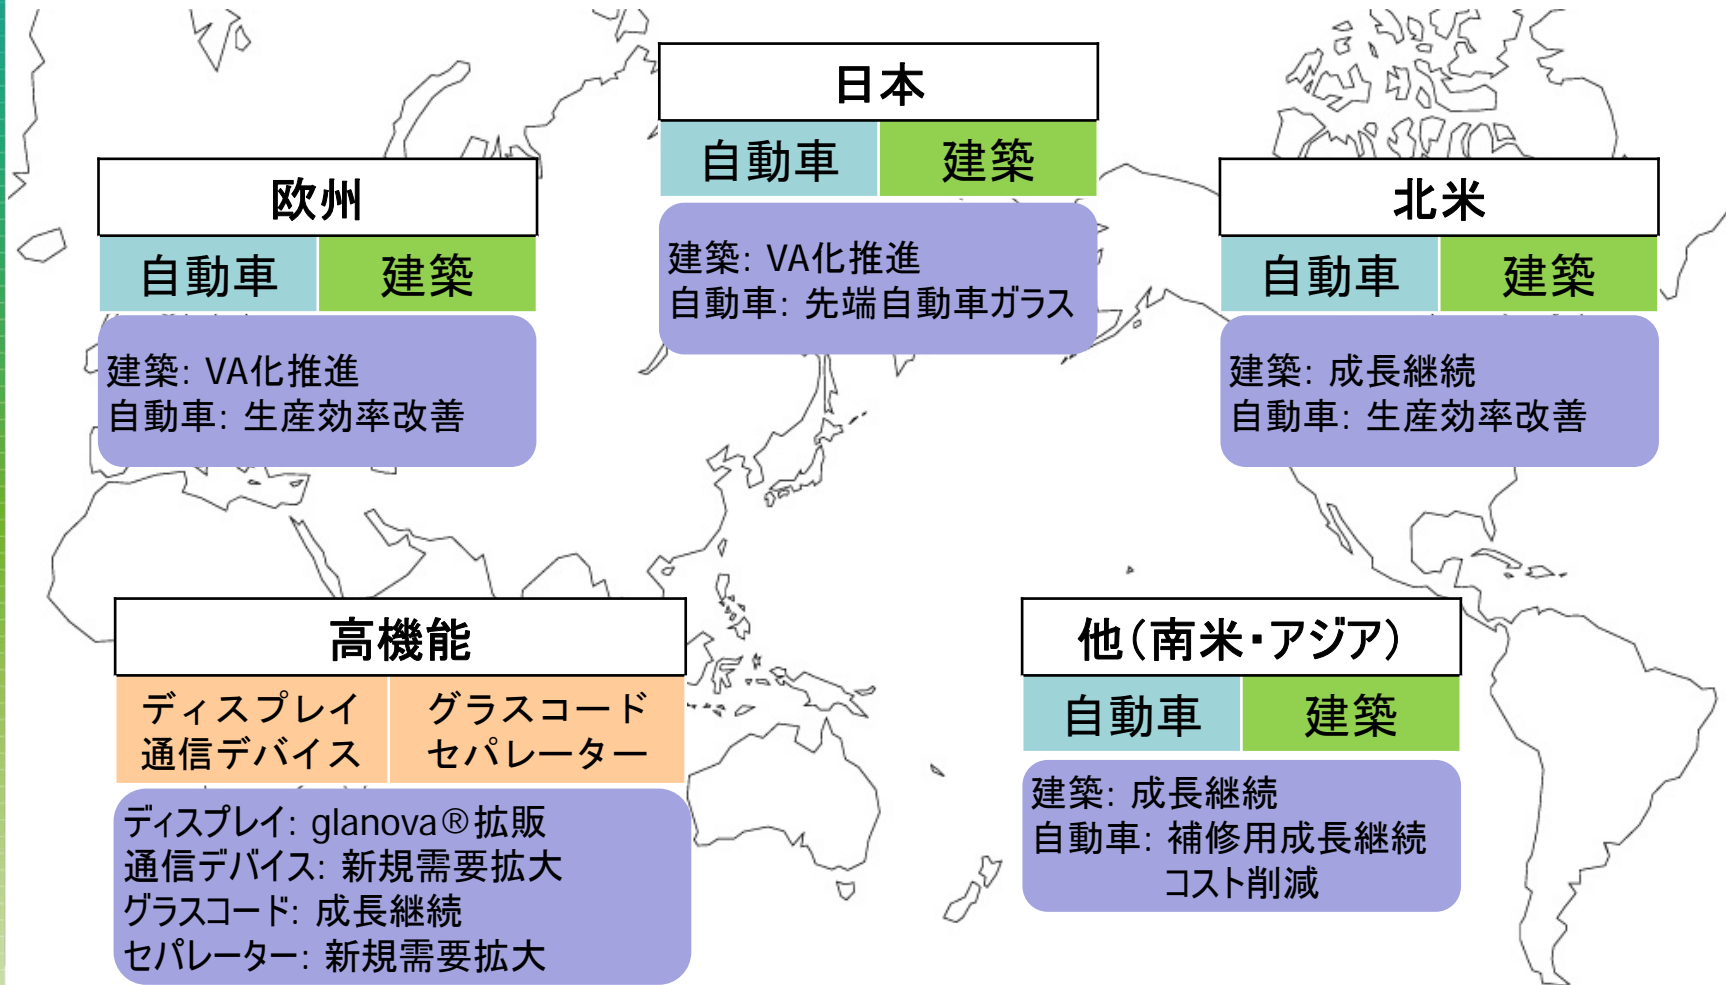 日本
自動車 建築
建築: VA化推進
自動車: 先端自動車ガラス
欧州
自動車 建築
建築: VA化推進
自動車: 生産効率改善
北米
自動車 建築
建築: 成長継続
自動車: 生産効率改善
高機能
ディスプレイ
通信デバイス
グラスコード
セパレーター
ディスプレイ: glanova®拡販
通信デバイス: 新規需要拡大
グラスコード: 成長継続
セパレーター: 新規需要拡大
他(南米・アジア)
自動車 建築
建築: 成長継続
自動車: 補修用成長継続
コスト削減